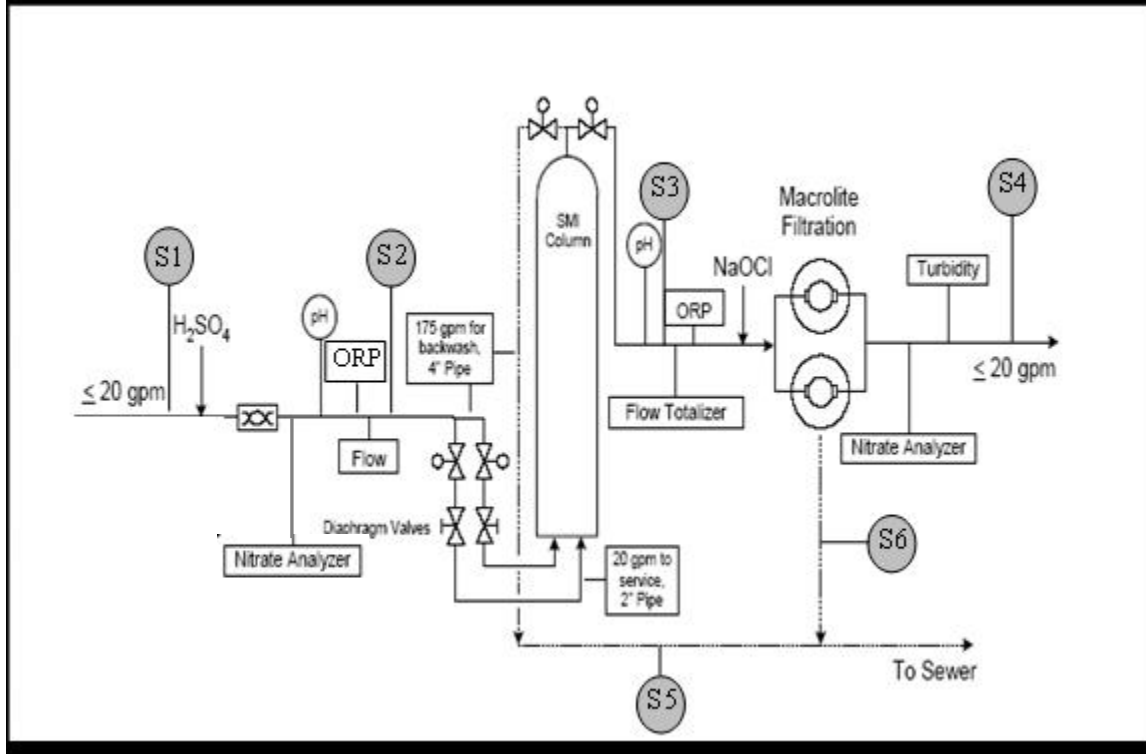 S1
H2SO4
≤ 20 gpm
pH
ORP
S2
Flow
Nitrate Analyzer
175 gpm for
backwash,
4" Pipe
Diaphragm Valves
SMI
Column
20 gpm to
service,
2" Pipe
S3
pH
ORP
NaOCl
Flow Totalizer
Macrolite
Filtration
Turbidity
S4
≤ 20 gpm
Nitrate Analyzer
S6
S5
To Sewer